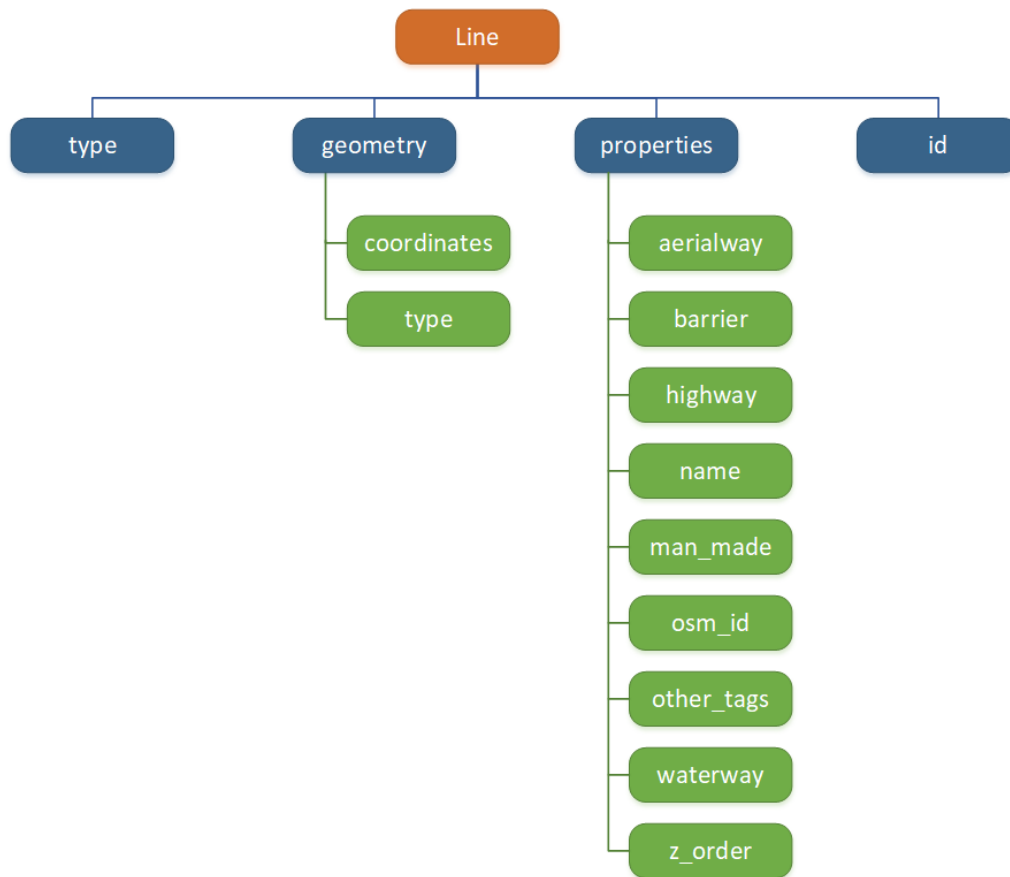 Line
type
geometry
properties
id
coordinates
type
aerialway
barrier
highway
name
man_made
osm_id
other_tags
waterway
z_order